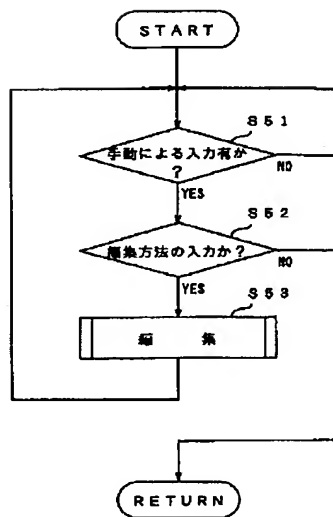 START
S51
手動による入力有か
?
NO
YES
S52
編集方法の入力か?
NO
YES
S53
編 集
RETURN